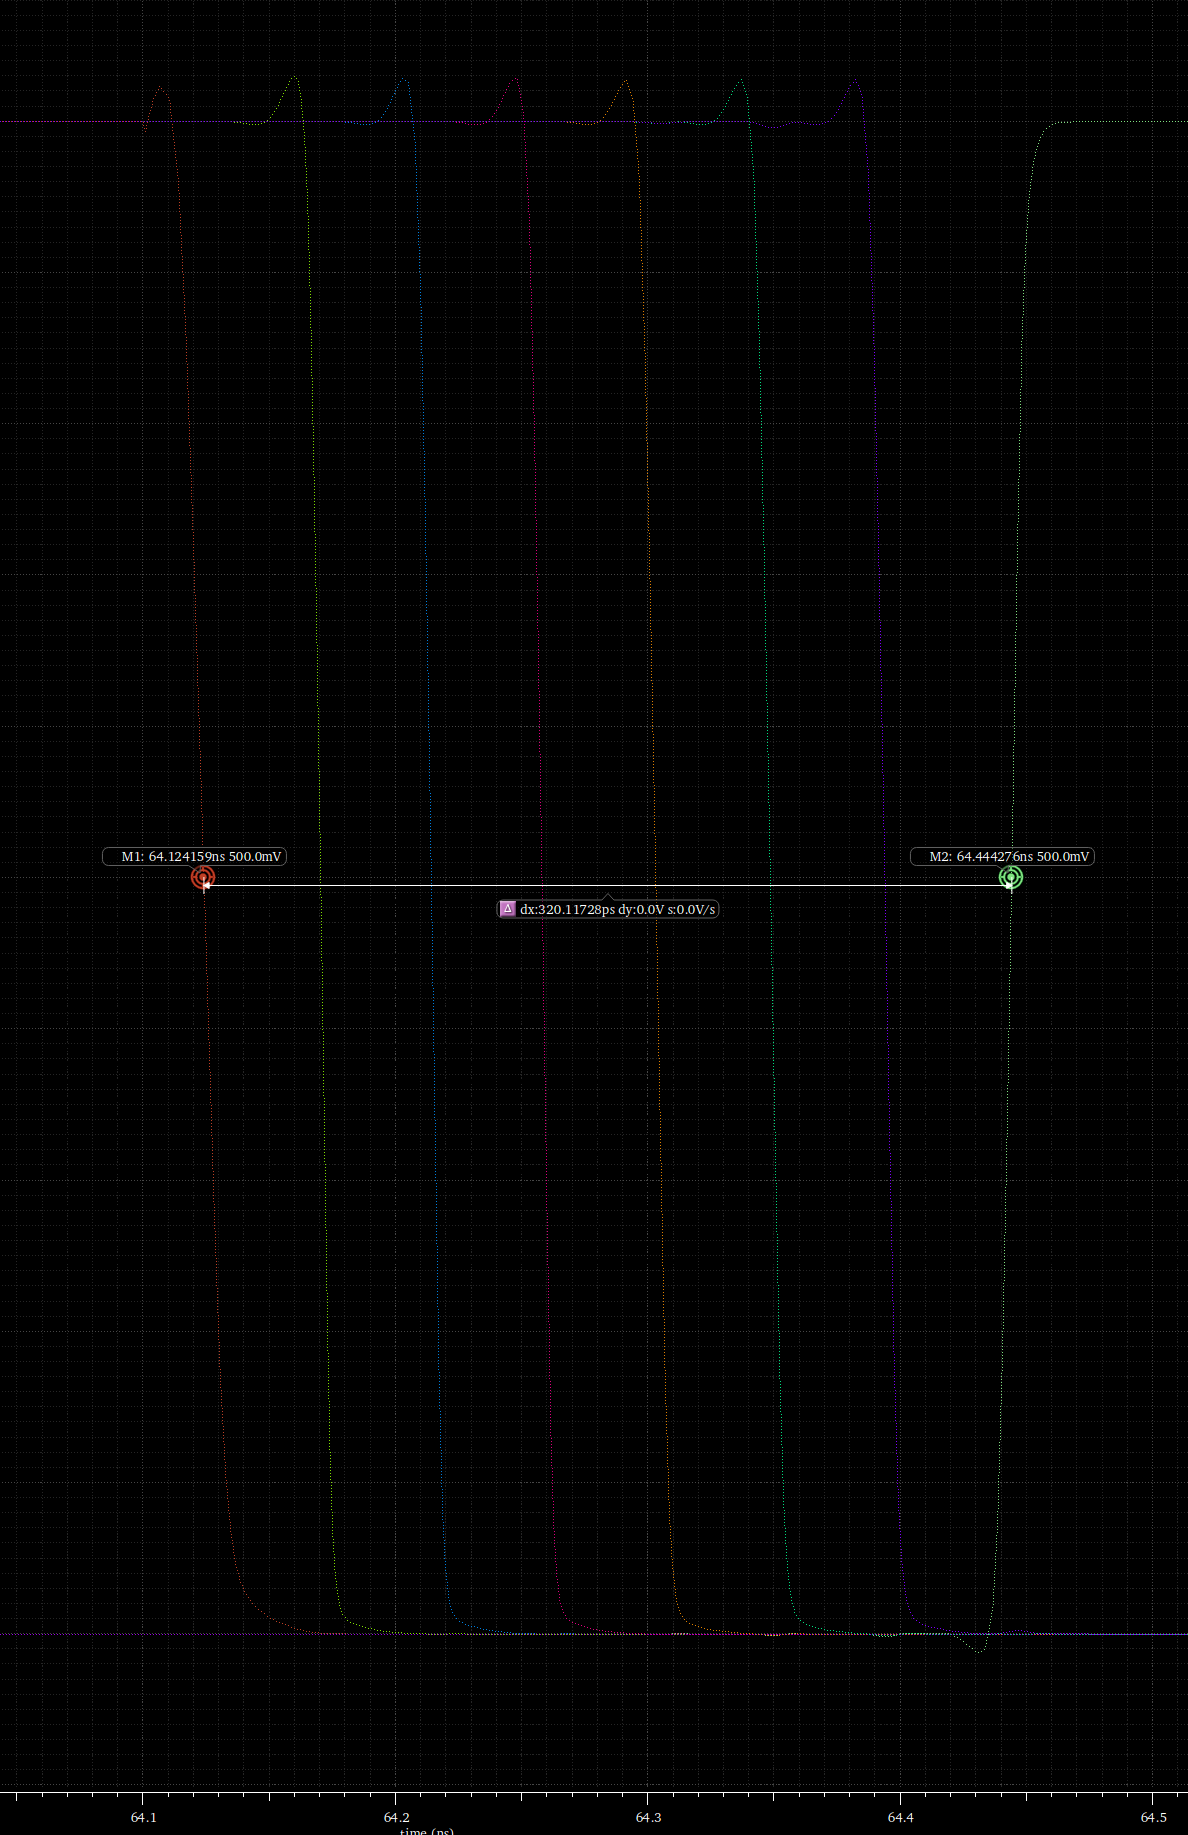 M1: 64.124159ns 500.0mV
M2: 64.444276ns 500.0mV
Δ dx:320.11728ps dy:0.0V s:0.0V/s
64.1 64.2 64.3 64.4 64.5
time (ns)